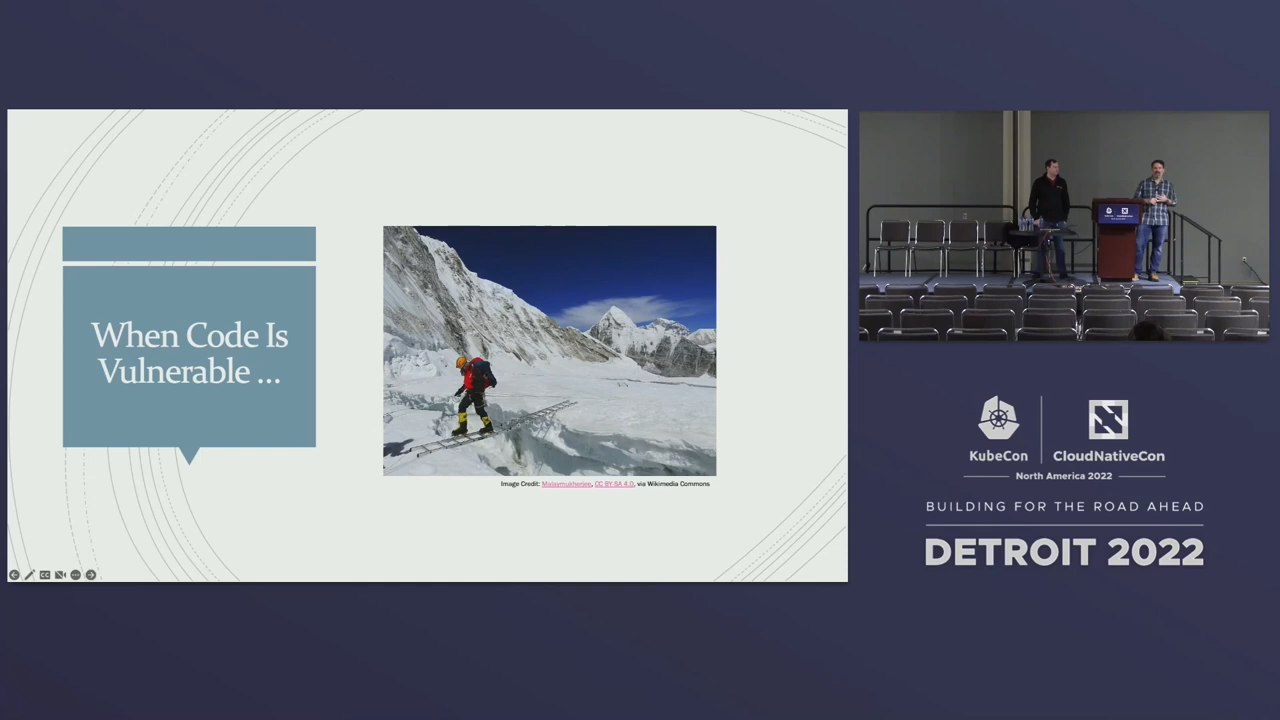 When Code Is
Vulnerable ...
Image Credit: Malaymukherjee, CC BY-SA 4.0, via Wikimedia Commons
KubeCon
CloudNativeCon
North America 2022
BUILDING FOR THE ROAD AHEAD
DETROIT 2022